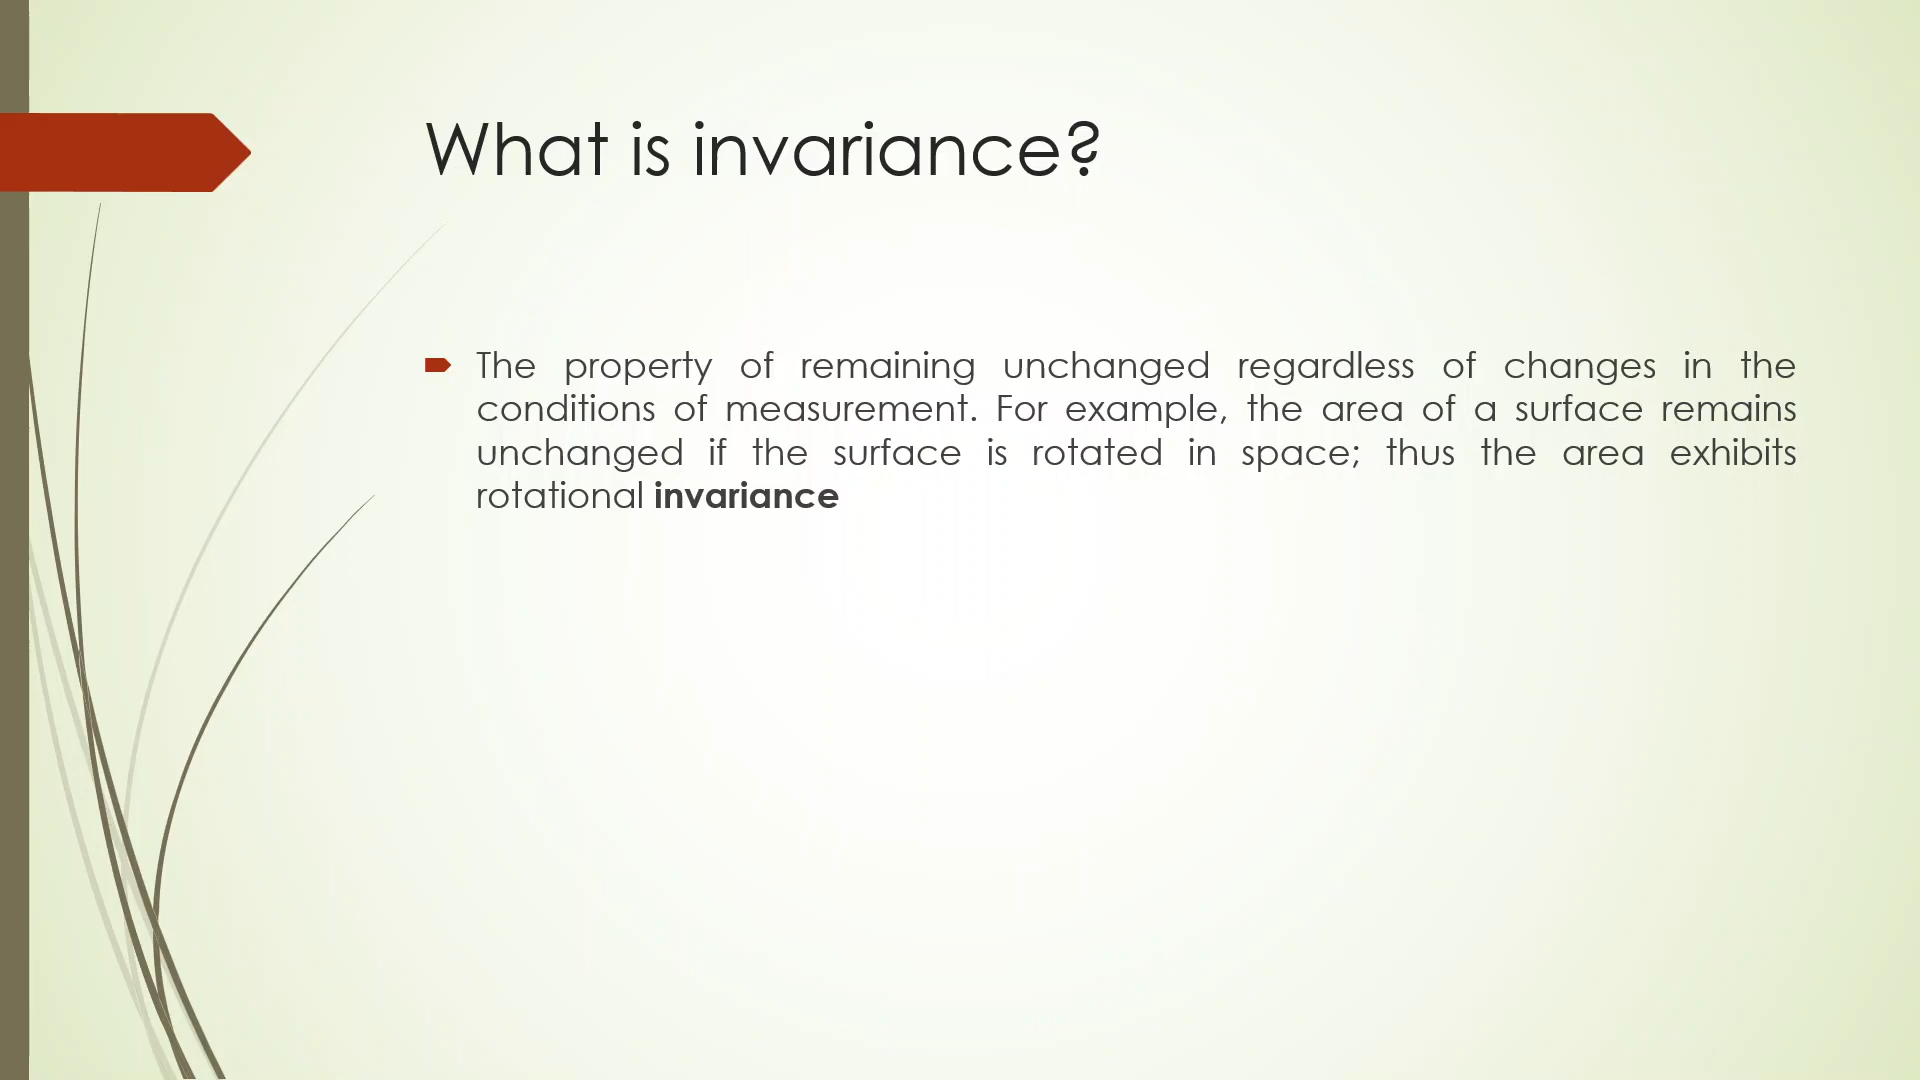 What is invariance?
The property of remaining unchanged regardless of changes in the
conditions of measurement. For example, the area of a surface remains
unchanged if the surface is rotated in space; thus the area exhibits
rotational invariance